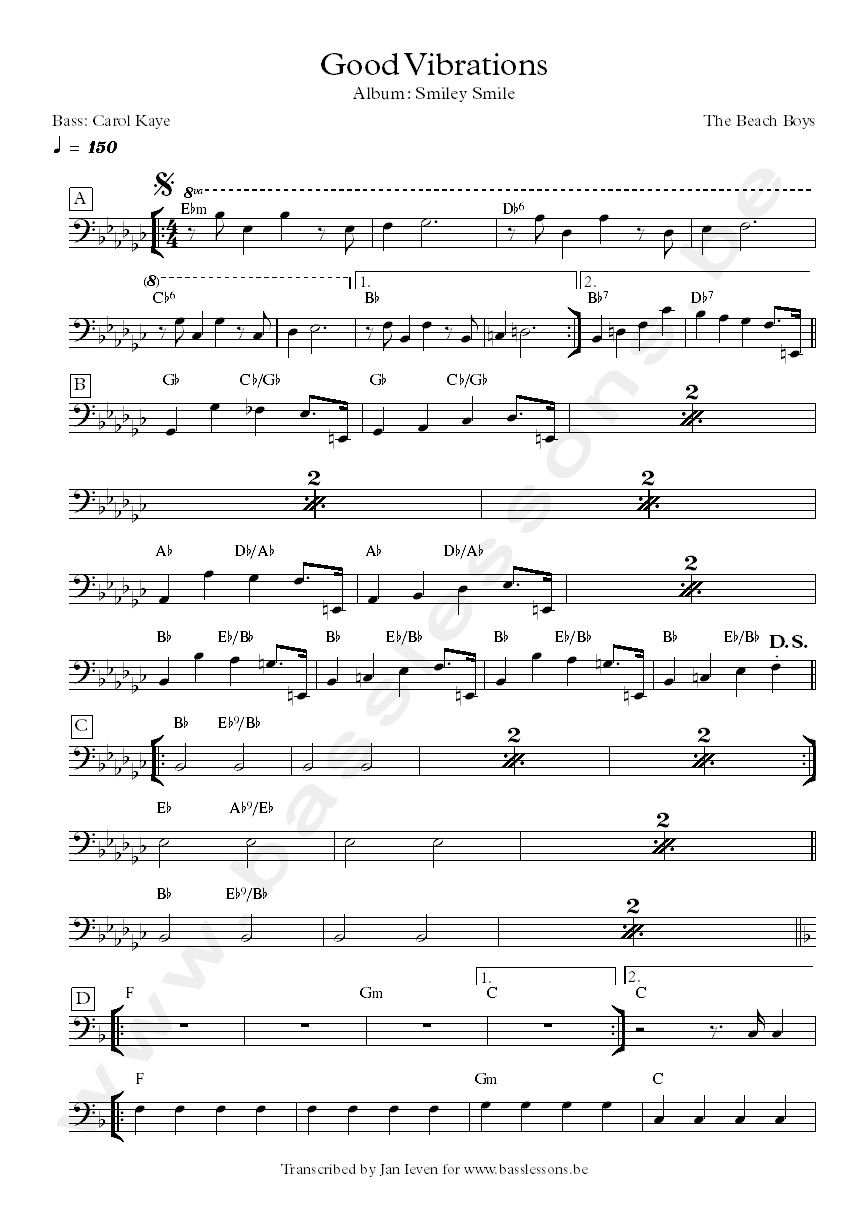 Good Vibrations
Album: Smiley Smile
Bass: Carol Kaye The Beach Boys
♩ = 150
A 8va
E♭m D♭6
4/4
(8) 1. 2.
C♭6 B♭ B♭7 D♭7
B G♭ C♭/G♭ G♭ C♭/G♭ 2
2 2
A♭ D♭/A♭ A♭ D♭/A♭ 2
B♭ E♭/B♭ B♭ E♭/B♭ B♭ E♭/B♭ B♭ E♭/B♭ D.S.
C B♭ E♭9/B♭ 2 2
E♭ A♭9/E♭ 2
B♭ E♭9/B♭ 2
1. 2.
D F Gm C C
F Gm C
Transcribed by Jan Ieven for www.basslessons.be
www.basslessons.be